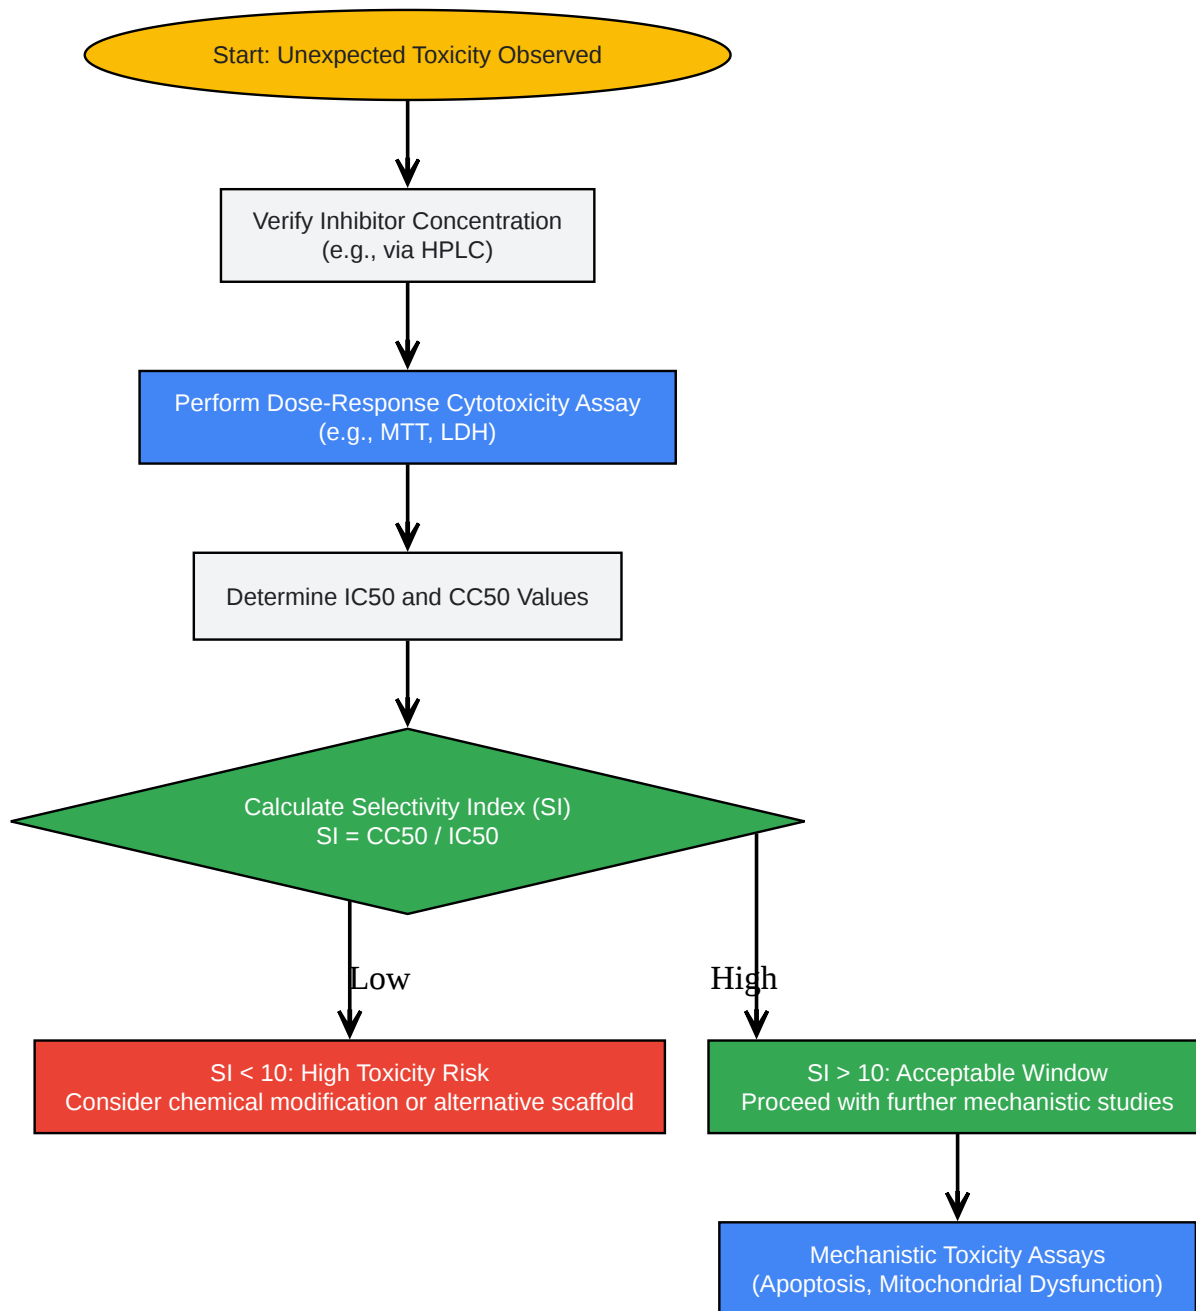 Start: Unexpected Toxicity Observed
Verify Inhibitor Concentration
(e.g., via HPLC)
Perform Dose-Response Cytotoxicity Assay
(e.g., MTT, LDH)
Determine IC50 and CC50 Values
Calculate Selectivity Index (SI)
SI = CC50 / IC50
Low
High
SI < 10: High Toxicity Risk
Consider chemical modification or alternative scaffold
SI > 10: Acceptable Window
Proceed with further mechanistic studies
Mechanistic Toxicity Assays
(Apoptosis, Mitochondrial Dysfunction)